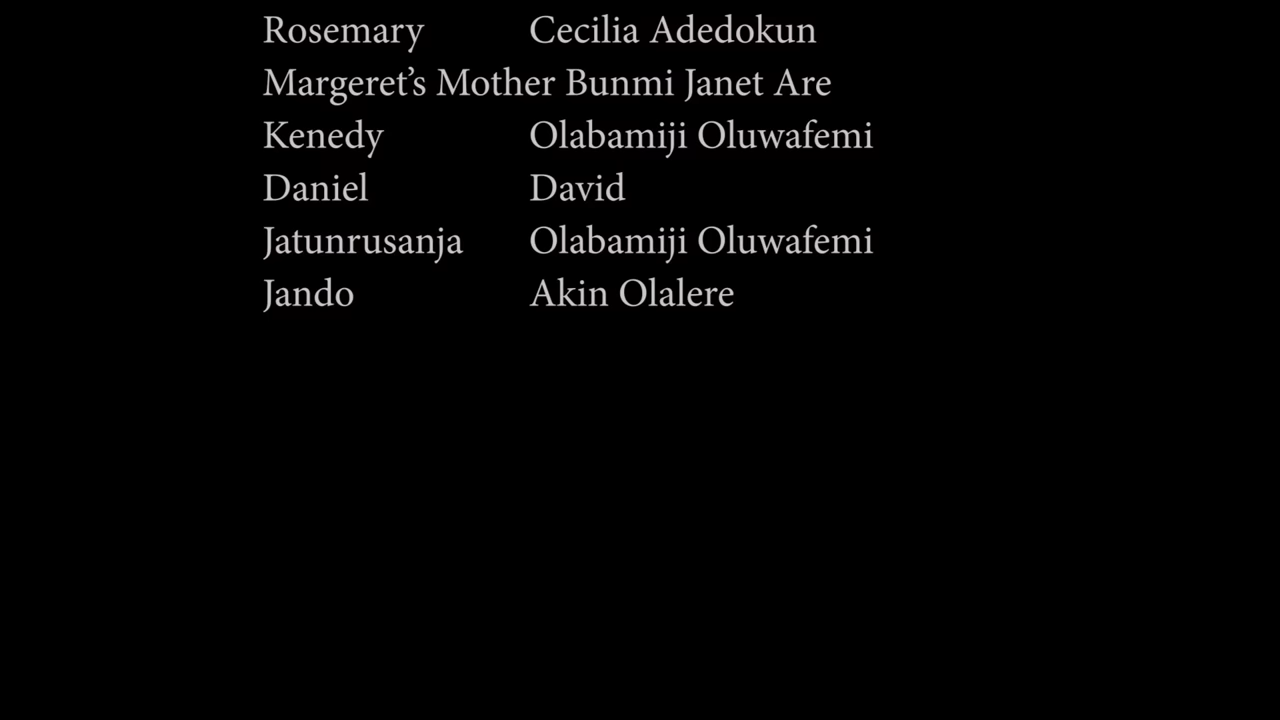 Rosemary Cecilia Adedokun
Margeret’s Mother Bunmi Janet Are
Kenedy Olabamiji Oluwafemi
Daniel David
Jatunrusanja Olabamiji Oluwafemi
Jando Akin Olalere